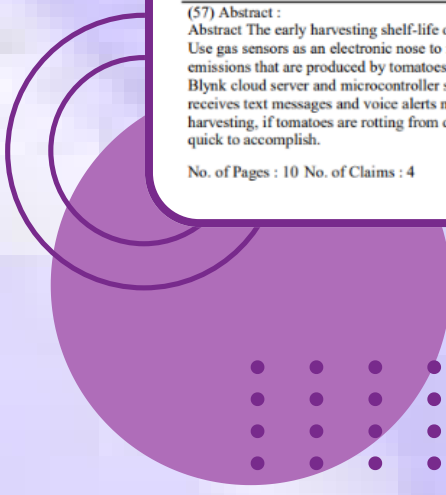 (57) Abstract :
Abstract The early harvesting shelf-life
Use gas sensors as an electronic nose to
emissions that are produced by tomatoes
Blynk cloud server and microcontroller
receives text messages and voice alerts
harvesting, if tomatoes are rotting from
quick to accomplish.
No. of Pages : 10 No. of Claims : 4